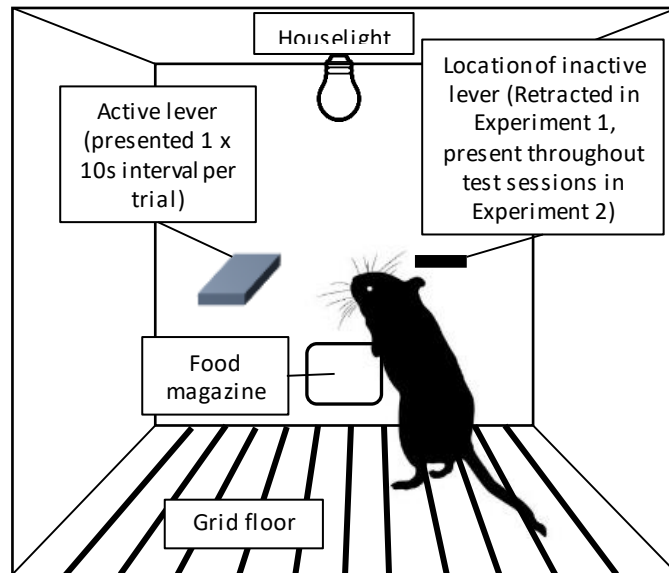 Houselight
Active lever
(presented 1 x
10s interval per
trial)
Location of inactive
lever (Retracted in
Experiment 1,
present throughout
test sessions in
Experiment 2)
Food
magazine
Grid floor